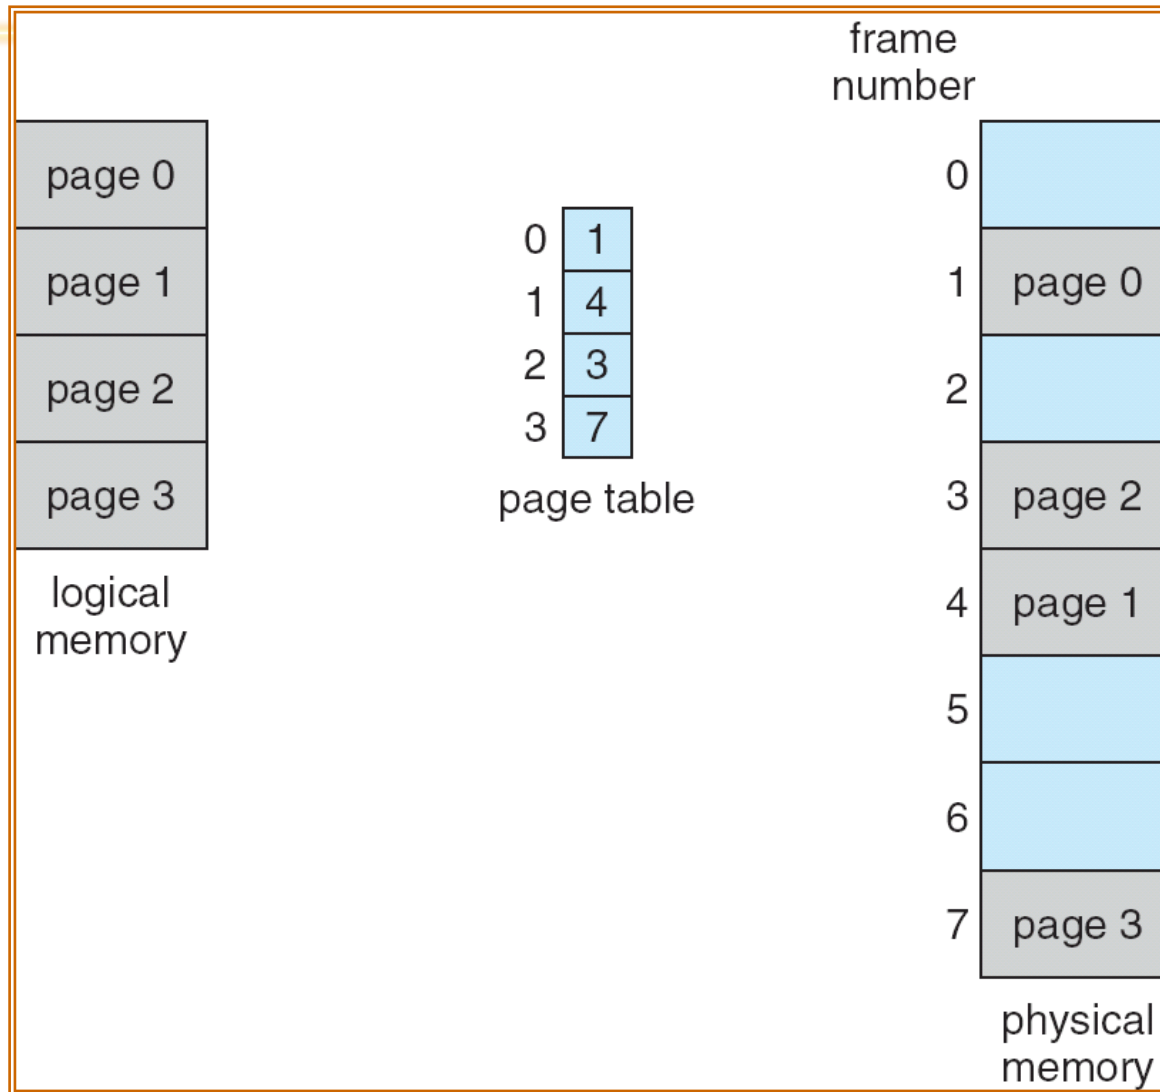 page 0
page 1
page 2
page 3
logical
memory
0 1
1 4
2 3
3 7
page table
frame
number
0
1 page 0
2
3 page 2
4 page 1
5
6
7 page 3
physical
memory